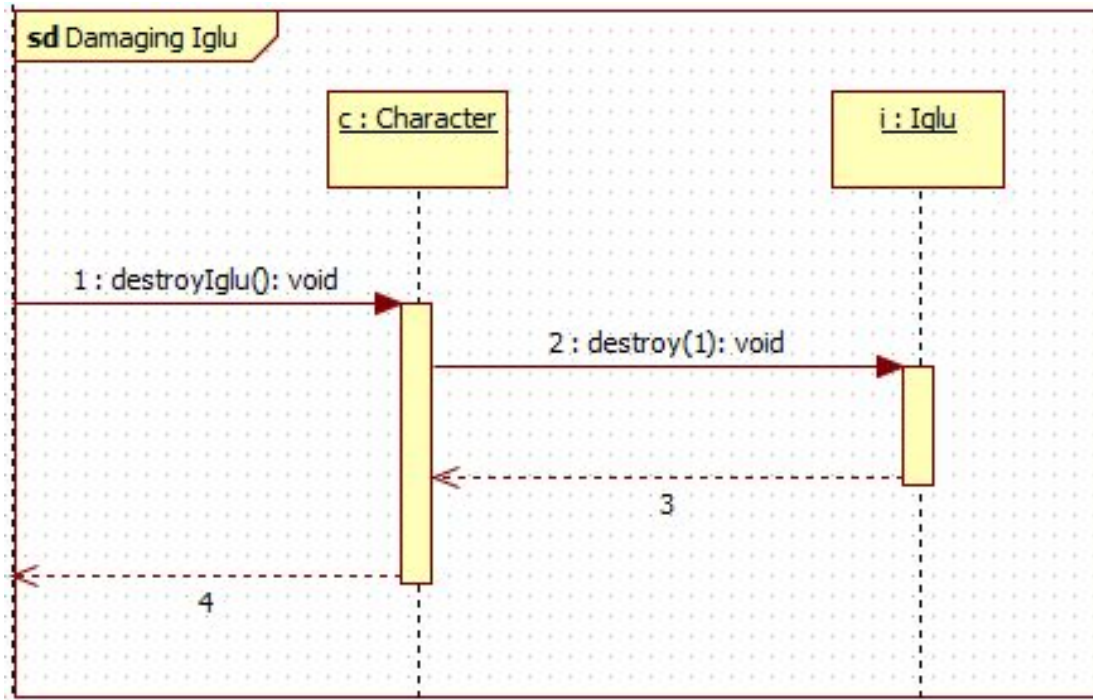 sd Damaging Iglu
c : Character
i : Iglu
1 : destroyIglu(): void
2 : destroy(1): void
3
4